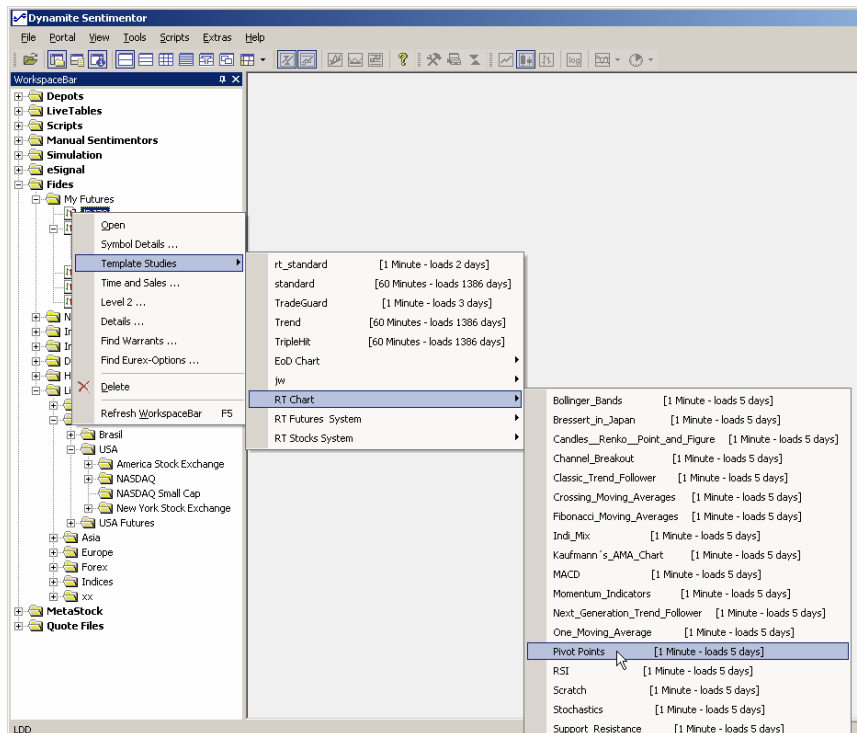 Dynamite Sentimentor
File Portal View Tools Scripts Extras Help
log
WorkspaceBar
Depots
LiveTables
Scripts
Manual Sentimentors
Simulation
eSignal
Fides
My Futures
Open
Symbol Details ...
Template Studies
Time and Sales ...
Level 2 ...
Details ...
Find Warrants ...
Find Eurex-Options ...
Delete
Refresh WorkspaceBar F5
rt_standard [1 Minute - loads 2 days]
standard [60 Minutes - loads 1386 days]
TradeGuard [1 Minute - loads 3 days]
Trend [60 Minutes - loads 1386 days]
TripleHit [60 Minutes - loads 1386 days]
EoD Chart
jw
RT Chart
RT Futures System
RT Stocks System
Bollinger_Bands [1 Minute - loads 5 days]
Bressert_in_Japan [1 Minute - loads 5 days]
Candles__Renko__Point_and_Figure [1 Minute - loads 5 days]
Channel_Breakout [1 Minute - loads 5 days]
Classic_Trend_Follower [1 Minute - loads 5 days]
Crossing_Moving_Averages [1 Minute - loads 5 days]
Fibonacci_Moving_Averages [1 Minute - loads 5 days]
Indi_Mix [1 Minute - loads 5 days]
Kaufmann´s_AMA_Chart [1 Minute - loads 5 days]
MACD [1 Minute - loads 5 days]
Momentum_Indicators [1 Minute - loads 5 days]
Next_Generation_Trend_Follower [1 Minute - loads 5 days]
One_Moving_Average [1 Minute - loads 5 days]
Pivot Points [1 Minute - loads 5 days]
RSI [1 Minute - loads 5 days]
Scratch [1 Minute - loads 5 days]
Stochastics [1 Minute - loads 5 days]
Support_Resistance [1 Minute - loads 5 days]
Brasil
USA
America Stock Exchange
NASDAQ
NASDAQ Small Cap
New York Stock Exchange
USA Futures
Asia
Europe
Forex
Indices
xx
MetaStock
Quote Files
LDD